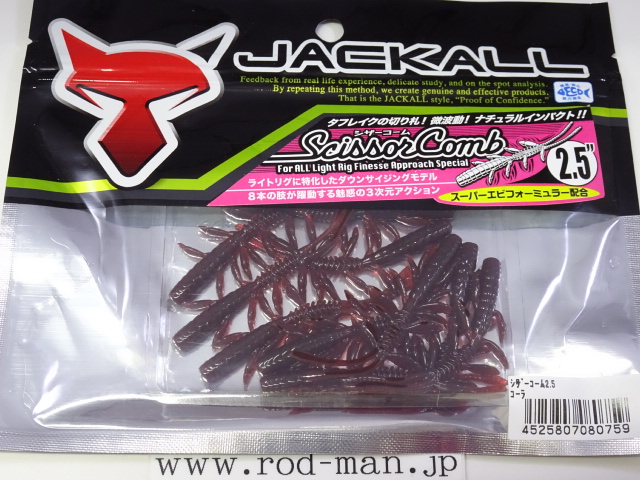 JACKALL
Feedback from real life experience, delicate study, and on the spot analysis.
By repeating this method, we create genuine and effective products.
That is the JACKALL style, "Proof of Confidence."
ECO
タフレイクの切り札! 微波動! ナチュラルインパクト!!
シザーコーム
ScissorComb
For ALL Light Rig Finesse Approach Special
2.5"
ライトリグに特化したダウンサイジングモデル
8本の肢が躍動する魅惑の3次元アクション
スーパーエビフォーミュラー配合
ｼｻﾞｰｺｰﾑ2.5
ｺｰﾗ
4525807080759
www.rod-man.jp